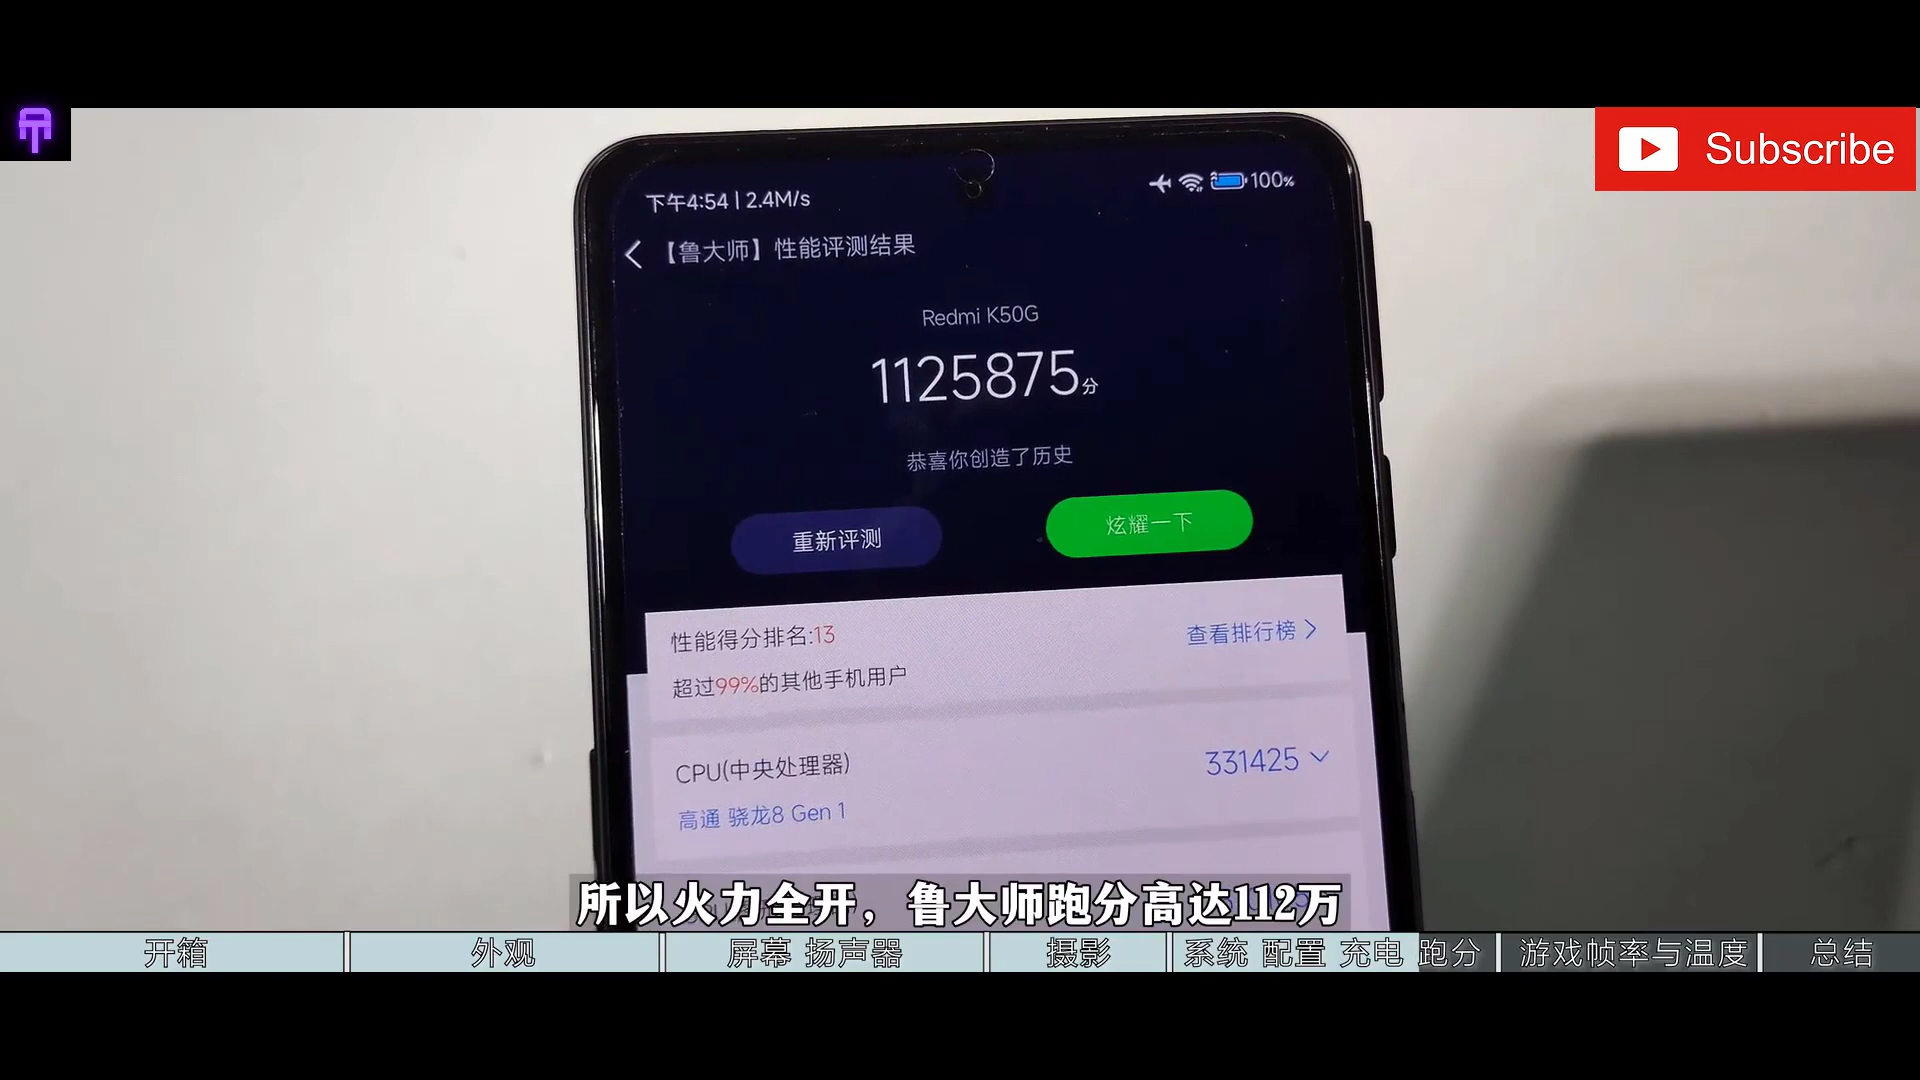 Subscribe
下午4:54 | 2.4M/s
100%
【鲁大师】性能评测结果
Redmi K50G
1125875分
恭喜你创造了历史
重新评测
炫耀一下
性能得分排名:13
查看排行榜
超过99%的其他手机用户
CPU(中央处理器)
331425
高通 骁龙8 Gen 1
所以火力全开，鲁大师跑分高达112万
开箱 外观 屏幕 扬声器 摄影 系统 配置 充电 跑分 游戏帧率与温度 总结